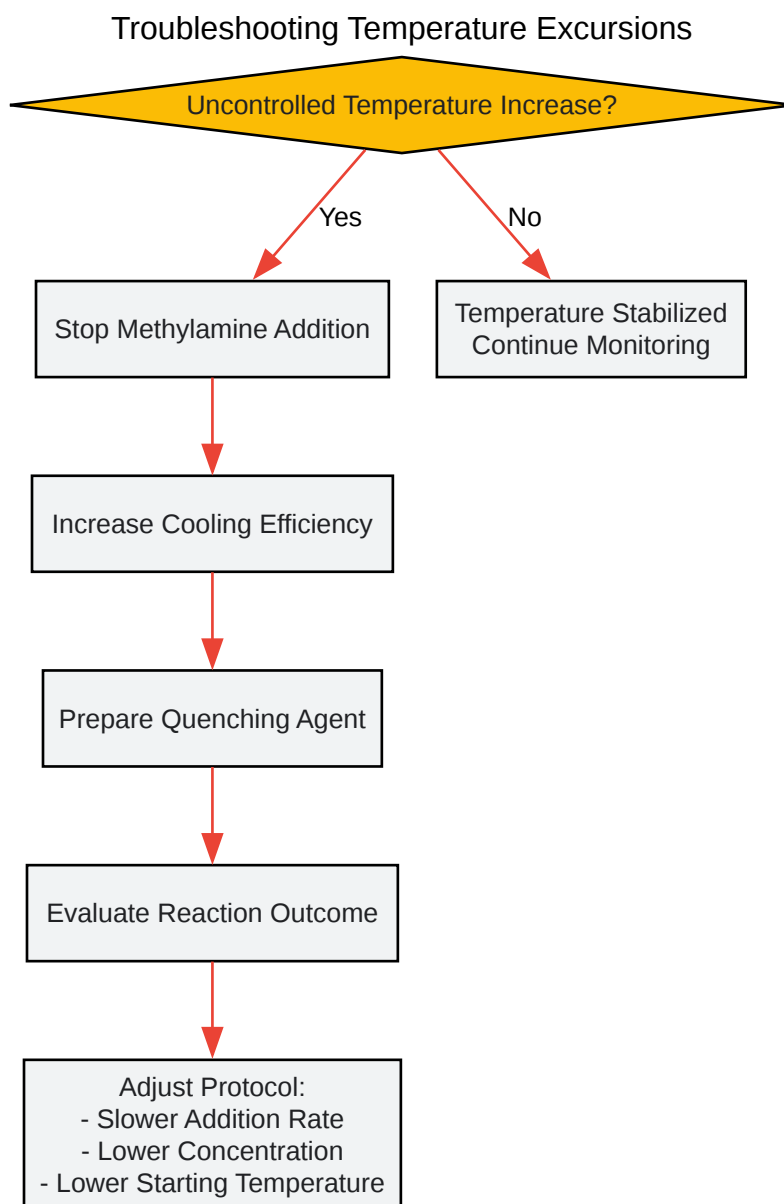 Troubleshooting Temperature Excursions
Uncontrolled Temperature Increase?
Yes
No
Stop Methylamine Addition
Temperature Stabilized
Continue Monitoring
Increase Cooling Efficiency
Prepare Quenching Agent
Evaluate Reaction Outcome
Adjust Protocol:
- Slower Addition Rate
- Lower Concentration
- Lower Starting Temperature